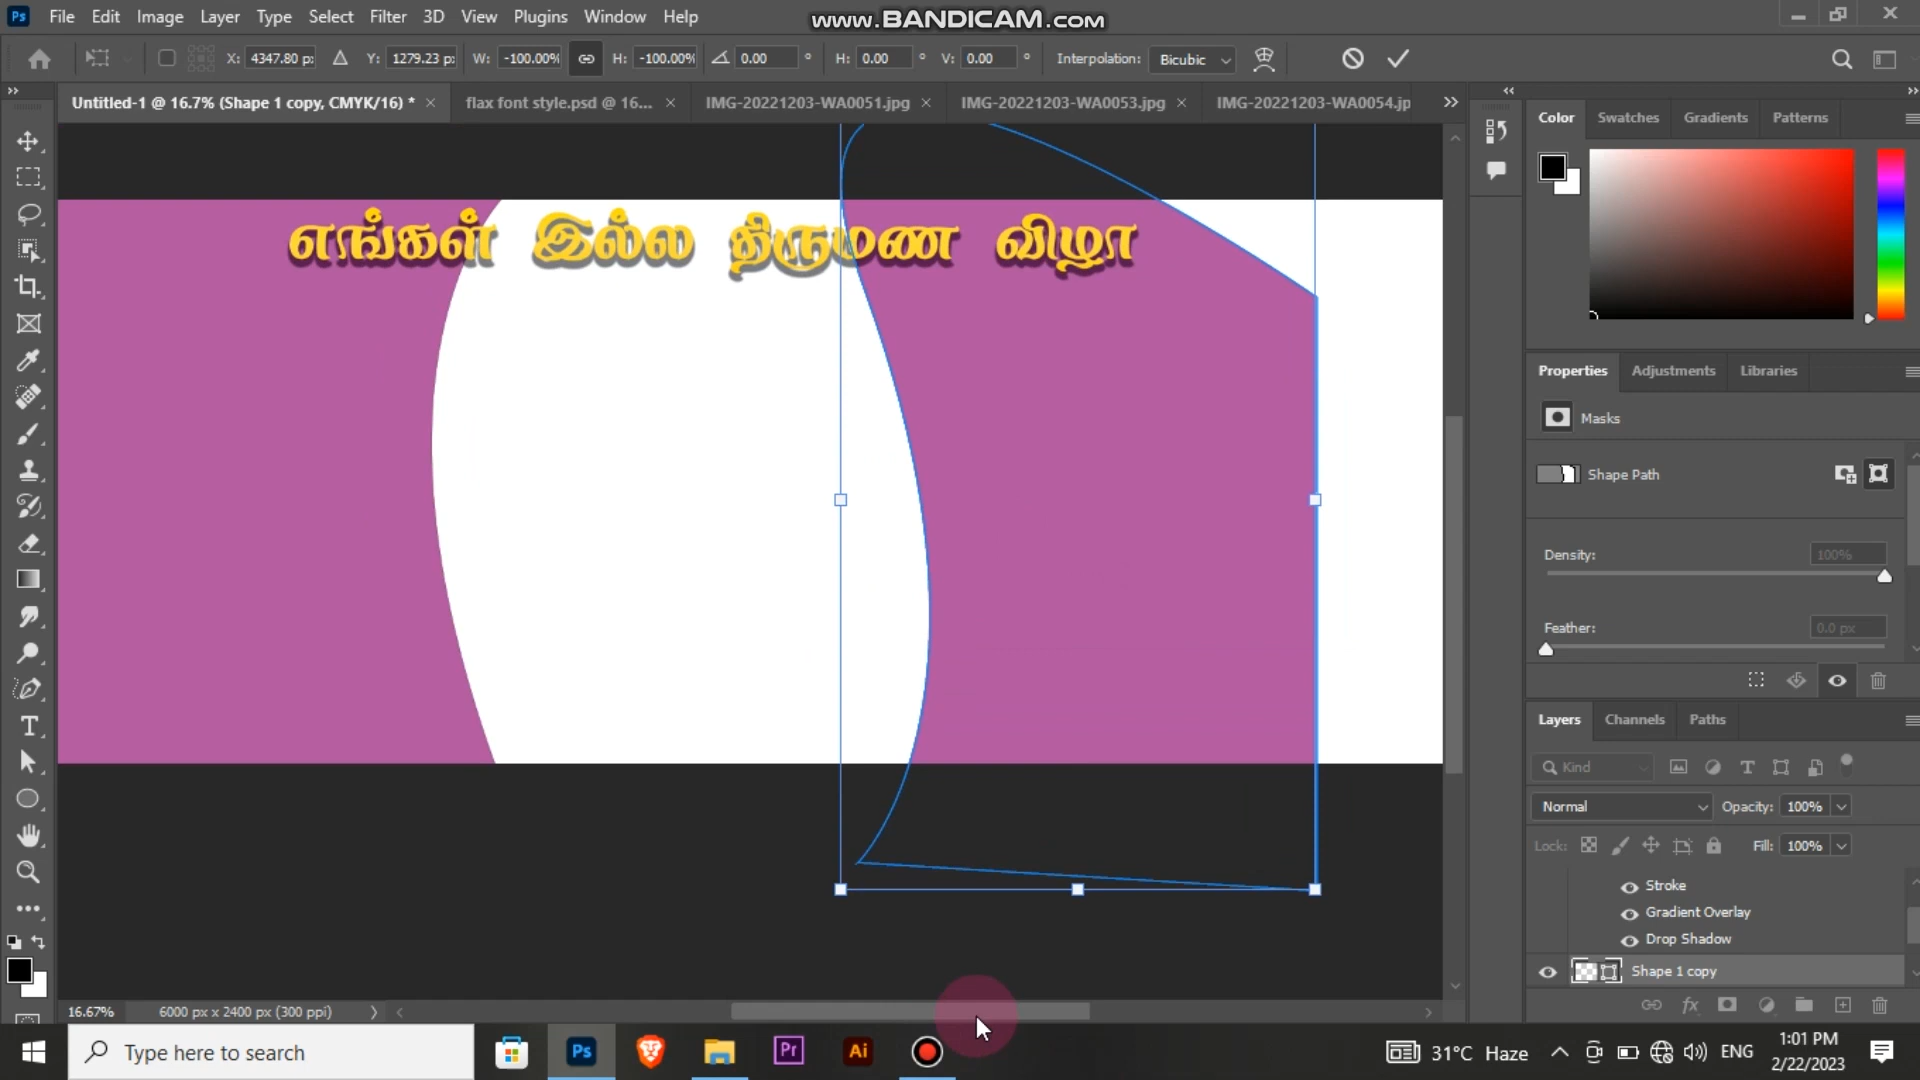 Ps File Edit Image Layer Type Select Filter 3D View Plugins Window Help
www.BANDICAM.com
X: 4347.80 p: Y: 1279.23 p: W: -100.00% H: -100.00% 0.00 ° H: 0.00 ° V: 0.00 ° Interpolation: Bicubic
Untitled-1 @ 16.7% (Shape 1 copy, CMYK/16) * × flax font style.psd @ 16... × IMG-20221203-WA0051.jpg × IMG-20221203-WA0053.jpg × IMG-20221203-WA0054.jp
எங்கள் இல்ல திருமண விழா
Color Swatches Gradients Patterns
Properties Adjustments Libraries
Masks
Shape Path
Density: 100%
Feather: 0.0 px
Layers Channels Paths
Kind
Normal Opacity: 100%
Lock: Fill: 100%
Stroke
Gradient Overlay
Drop Shadow
Shape 1 copy
16.67% 6000 px x 2400 px (300 ppi)
Type here to search
Ps Pr Ai
31°C Haze ENG
1:01 PM
2/22/2023